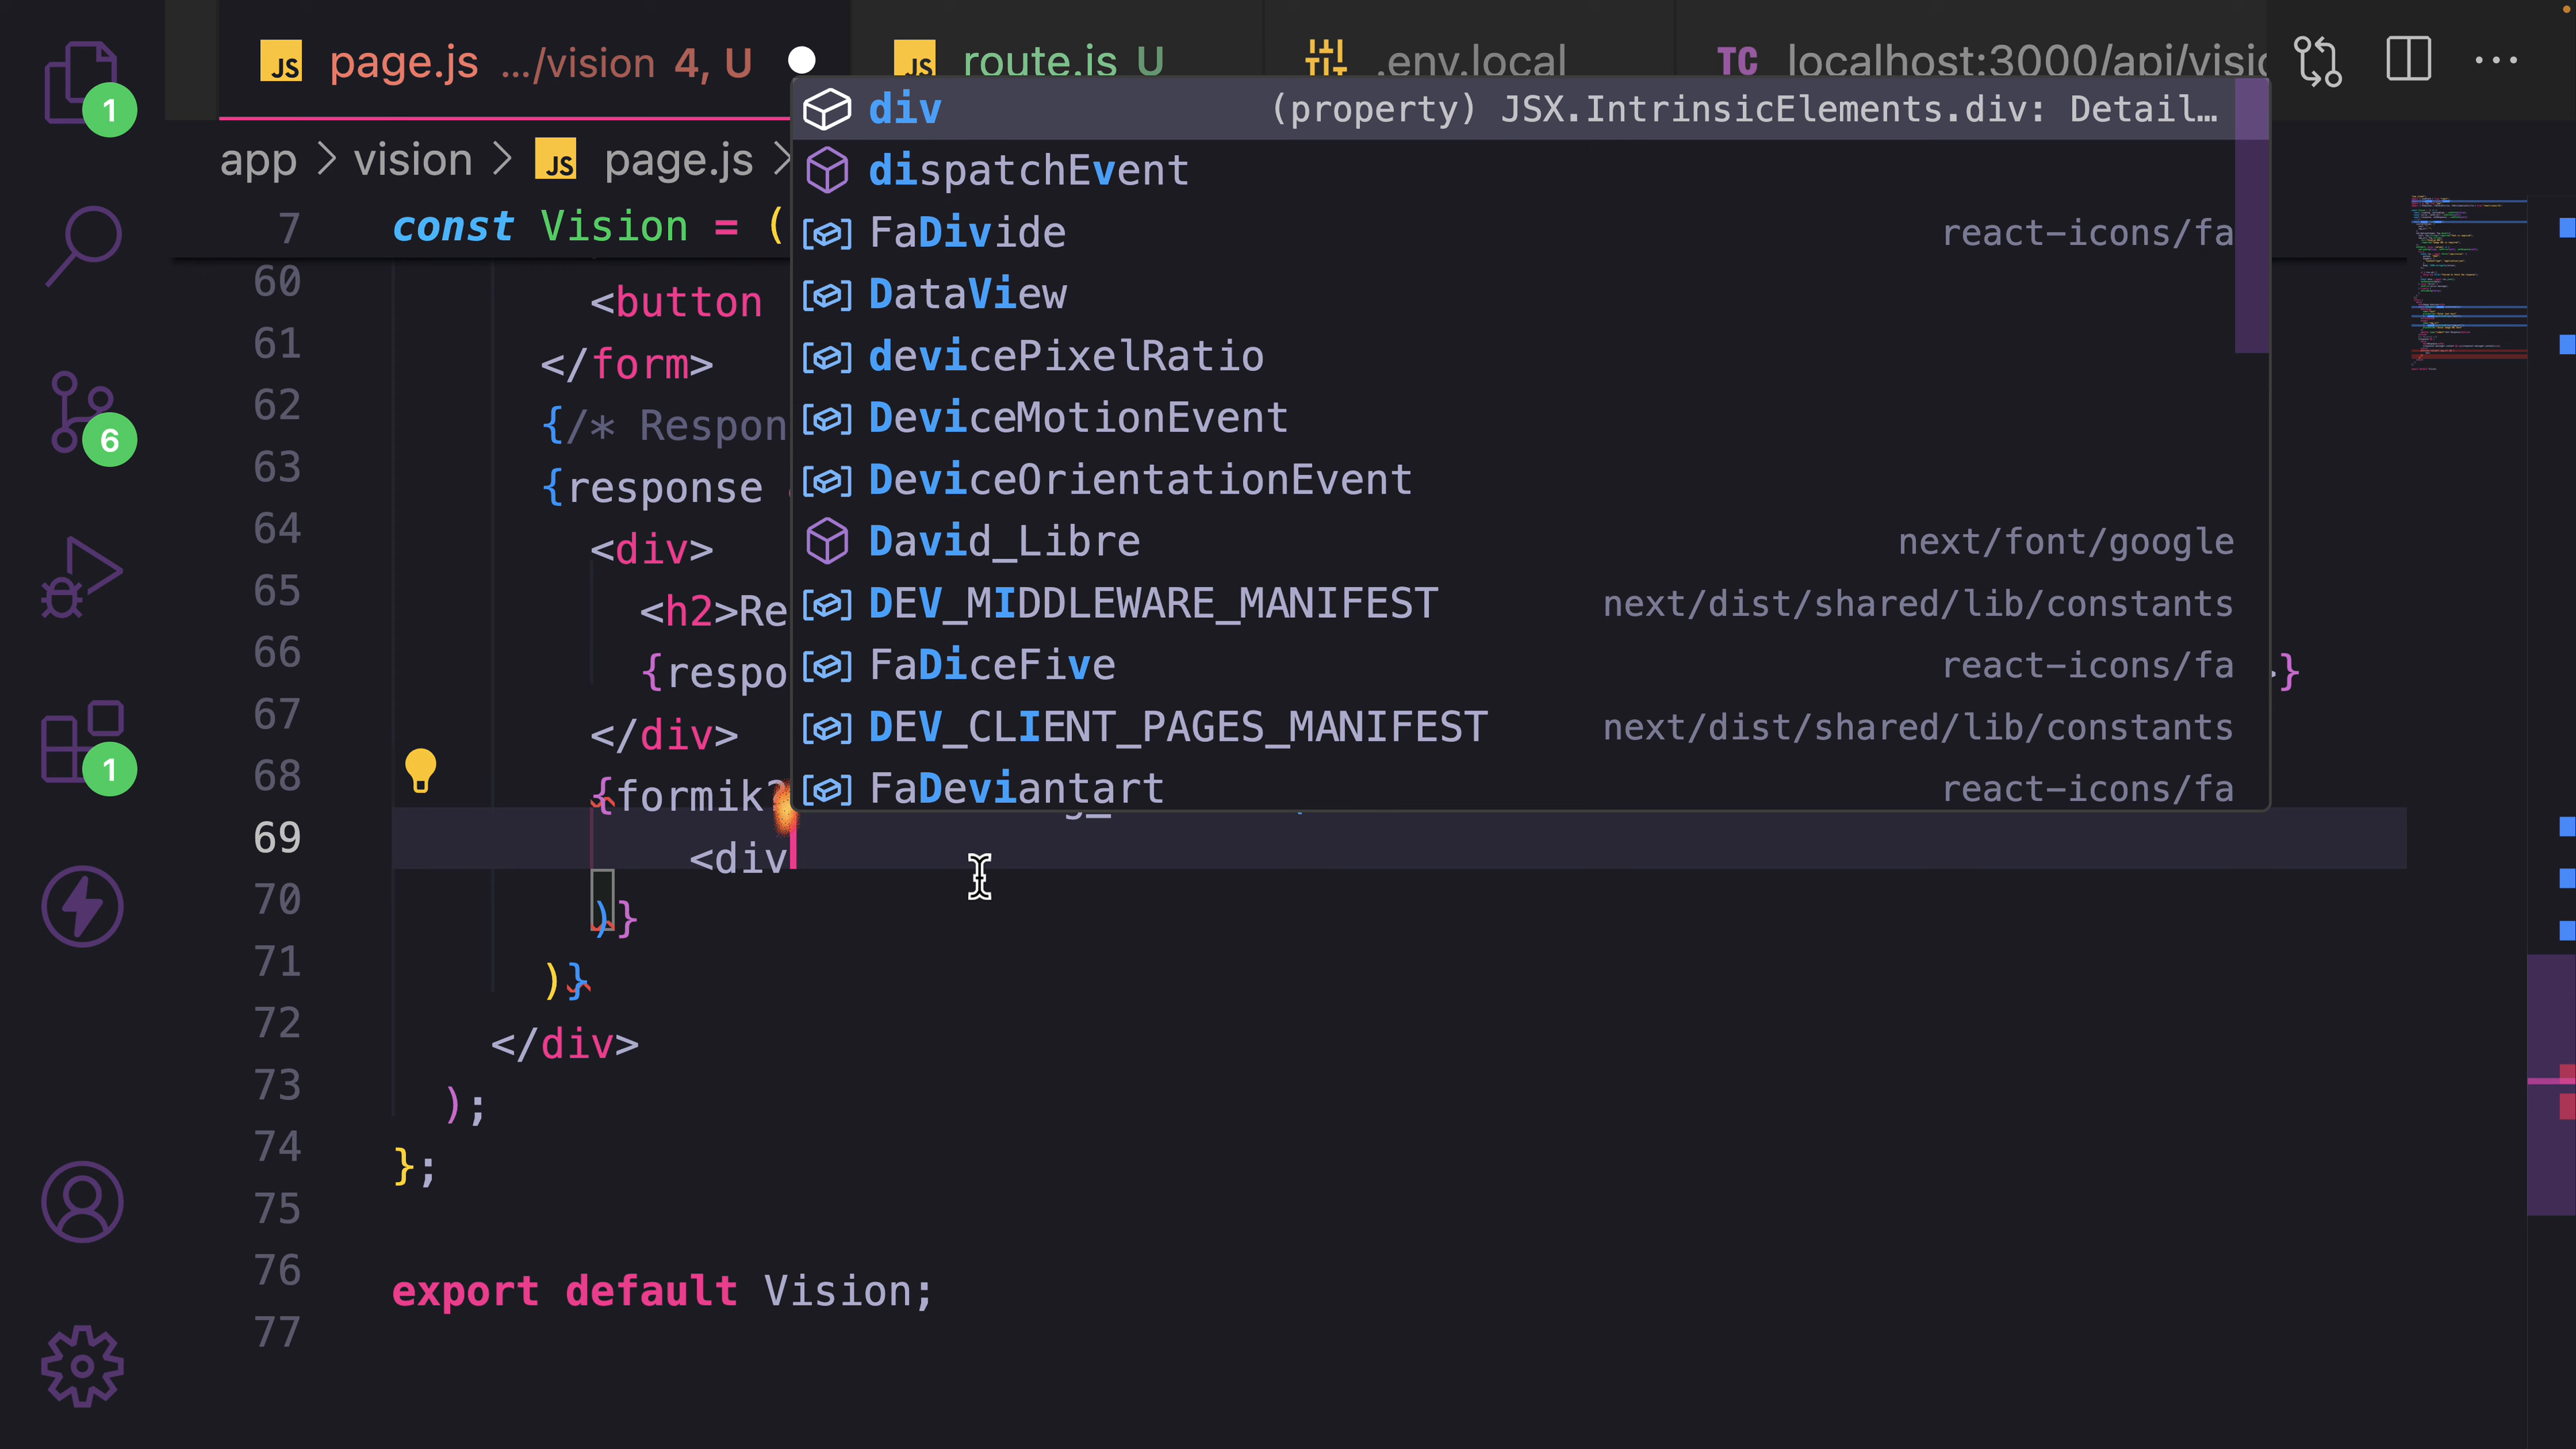 JS page.js .../vision 4, U
JS route.js U
.env.local
TC localhost:3000/api/visi
app > vision > JS page.js >
div (property) JSX.IntrinsicElements.div: Detail…
dispatchEvent
FaDivide react-icons/fa
DataView
devicePixelRatio
DeviceMotionEvent
DeviceOrientationEvent
David_Libre next/font/google
DEV_MIDDLEWARE_MANIFEST next/dist/shared/lib/constants
FaDiceFive react-icons/fa
DEV_CLIENT_PAGES_MANIFEST next/dist/shared/lib/constants
FaDeviantart react-icons/fa
7 const Vision = (
60 <button
61 </form>
62 {/* Respon
63 {response
64 <div>
65 <h2>Re
66 {respo }
67 </div>
68 {formik?
69 <div
70 )}
71 )}
72 </div>
73 );
74 };
75
76 export default Vision;
77
1
6
1